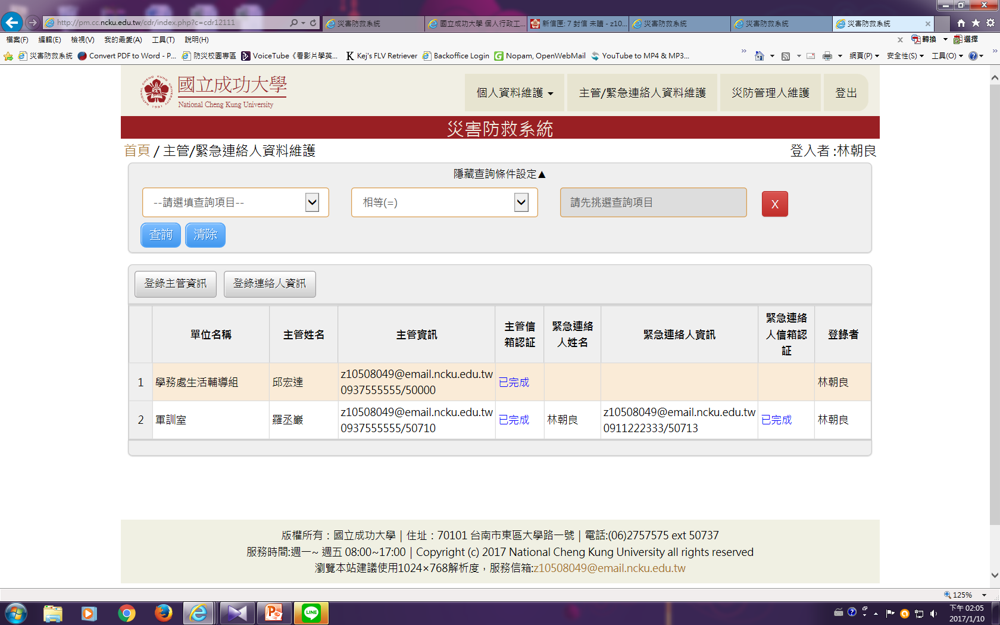 http://pm.cc.ncku.edu.tw/cdr/index.php?c=cdr12111
災害防救系統
國立成功大學 個人行政工...
新信匣: 7 封信 未讀 - z10...
災害防救系統
災害防救系統
災害防救系統
檔案(F) 編輯(E) 檢視(V) 我的最愛(A) 工具(T) 說明(H)
x 轉換 選擇
災害防救系統 Convert PDF to Word - P... 防災校園專區 VoiceTube《看影片學英... Kej's FLV Retriever Backoffice Login Nopam, OpenWebMail YouTube to MP4 & MP3... » 網頁(P) 安全性(S) 工具(O) »
國立成功大學
National Cheng Kung University
個人資料維護 主管/緊急連絡人資料維護 災防管理人維護 登出
災害防救系統
首頁 / 主管/緊急連絡人資料維護 登入者 :林朝良
隱藏查詢條件設定▲
--請選填查詢項目-- 相等(=) 請先挑選查詢項目 X
查詢 清除
登錄主管資訊 登錄連絡人資訊
單位名稱 主管姓名 主管資訊 主管信箱認証 緊急連絡人姓名 緊急連絡人資訊 緊急連絡人信箱認証 登錄者
1 學務處生活輔導組 邱宏達 z10508049@email.ncku.edu.tw 0937555555/50000 已完成 林朝良
2 軍訓室 羅丞嚴 z10508049@email.ncku.edu.tw 0937555555/50710 已完成 林朝良 z10508049@email.ncku.edu.tw 0911222333/50713 已完成 林朝良
版權所有：國立成功大學 | 住址：70101 台南市東區大學路一號 | 電話:(06)2757575 ext 50737
服務時間:週一~ 週五 08:00~17:00 | Copyright (c) 2017 National Cheng Kung University all rights reserved
瀏覽本站建議使用1024×768解析度，服務信箱:z10508049@email.ncku.edu.tw
125%
下午 02:05
2017/1/10